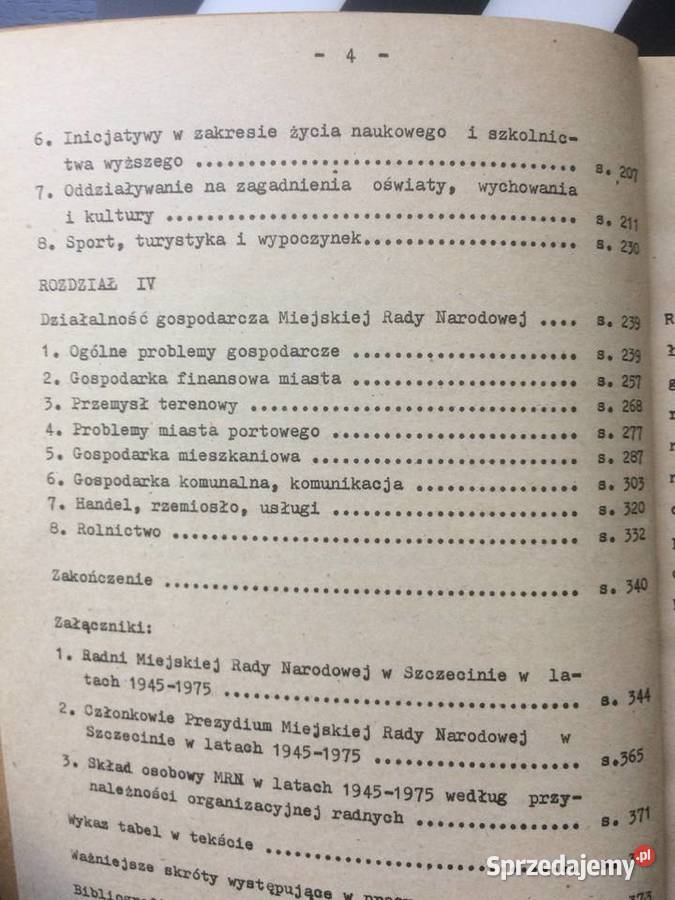 - 4 -
6. Inicjatywy w zakresie życia naukowego i szkolnic-
twa wyższego ...................................... s. 207
7. Oddziaływanie na zagadnienia oświaty, wychowania
i kultury ......................................... s. 211
8. Sport, turystyka i wypoczynek..................... s. 230
ROZDZIAŁ IV
Działalność gospodarcza Miejskiej Rady Narodowej .... s. 239
1. Ogólne problemy gospodarcze ...................... s. 239
2. Gospodarka finansowa miasta ...................... s. 257
3. Przemysł terenowy ................................ s. 268
4. Problemy miasta portowego ........................ s. 277
5. Gospodarka mieszkaniowa .......................... s. 287
6. Gospodarka komunalna, komunikacja ................ s. 303
7. Handel, rzemiosło, usługi ........................ s. 320
8. Rolnictwo ........................................ s. 332
Zakończenie ......................................... s. 340
Załączniki:
1. Radni Miejskiej Rady Narodowej w Szczecinie w la-
tach 1945-1975 ................................... s. 344
2. Członkowie Prezydium Miejskiej Rady Narodowej w
Szczecinie w latach 1945-1975 .................... s.365
3. Skład osobowy MRN w latach 1945-1975 według przy-
należności organizacyjnej radnych ................ s. 371
Wykaz tabel w tekście ...............................
Ważniejsze skróty występujące w
Sprzedajemy.pl